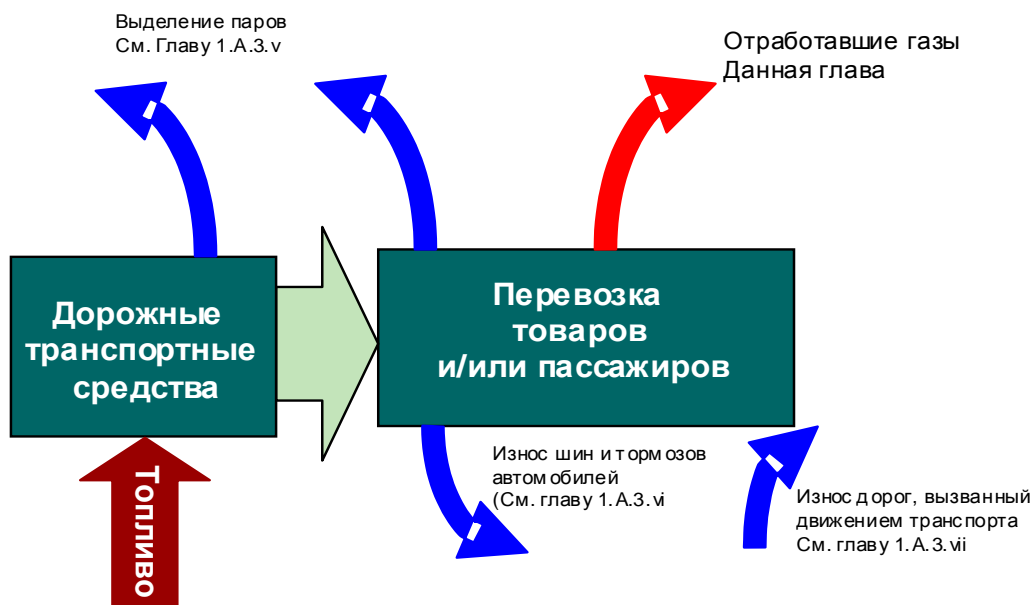 Выделение паров
См. Главу 1.А.3.v
Отработавшие газы
Данная глава
Дорожные
транспортные
средства
Перевозка
товаров
и/или пассажиров
Топливо
Износ шин и тормозов
автомобилей
(См. главу 1.А.3.vi
Износ дорог, вызванный
движением транспорта
См. главу 1.А.3.vii